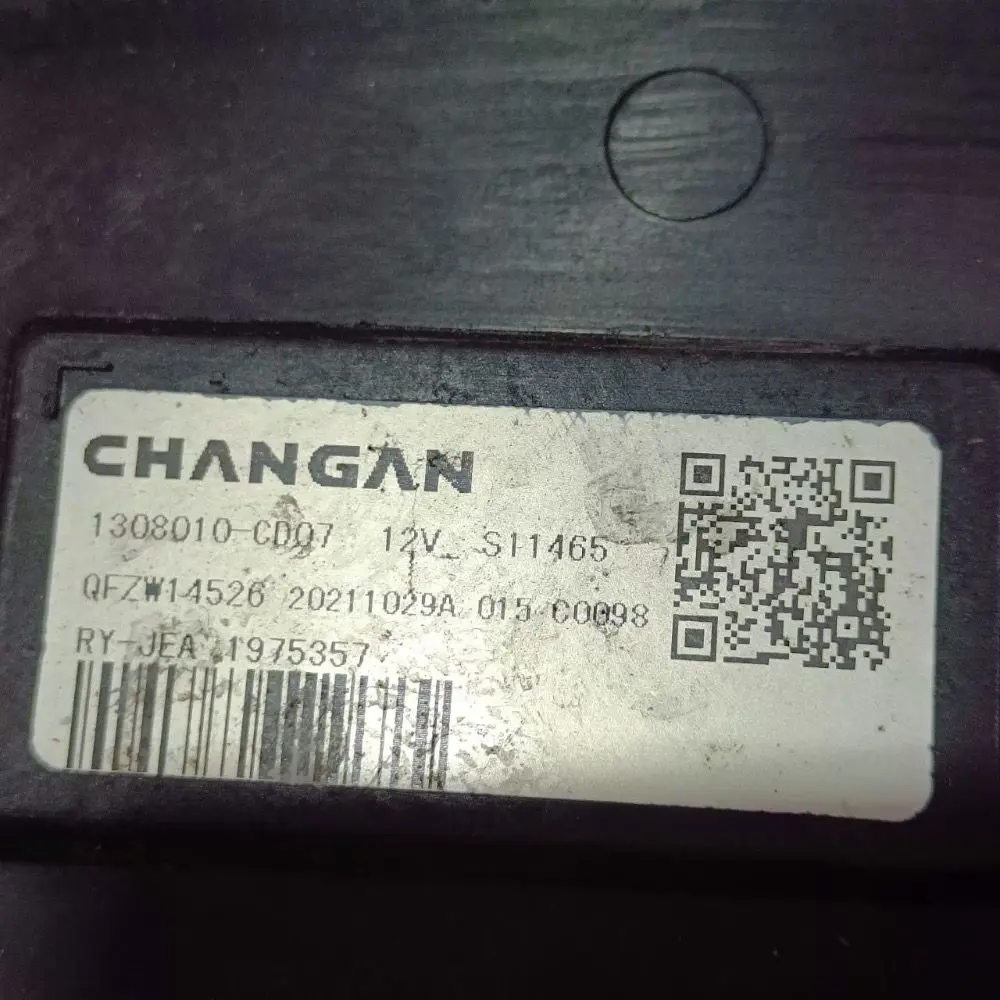 CHANGAN
1308010-CD07 12V S11465
QFZW14526 20211029A 015 C0098
RY-JEA 1975357